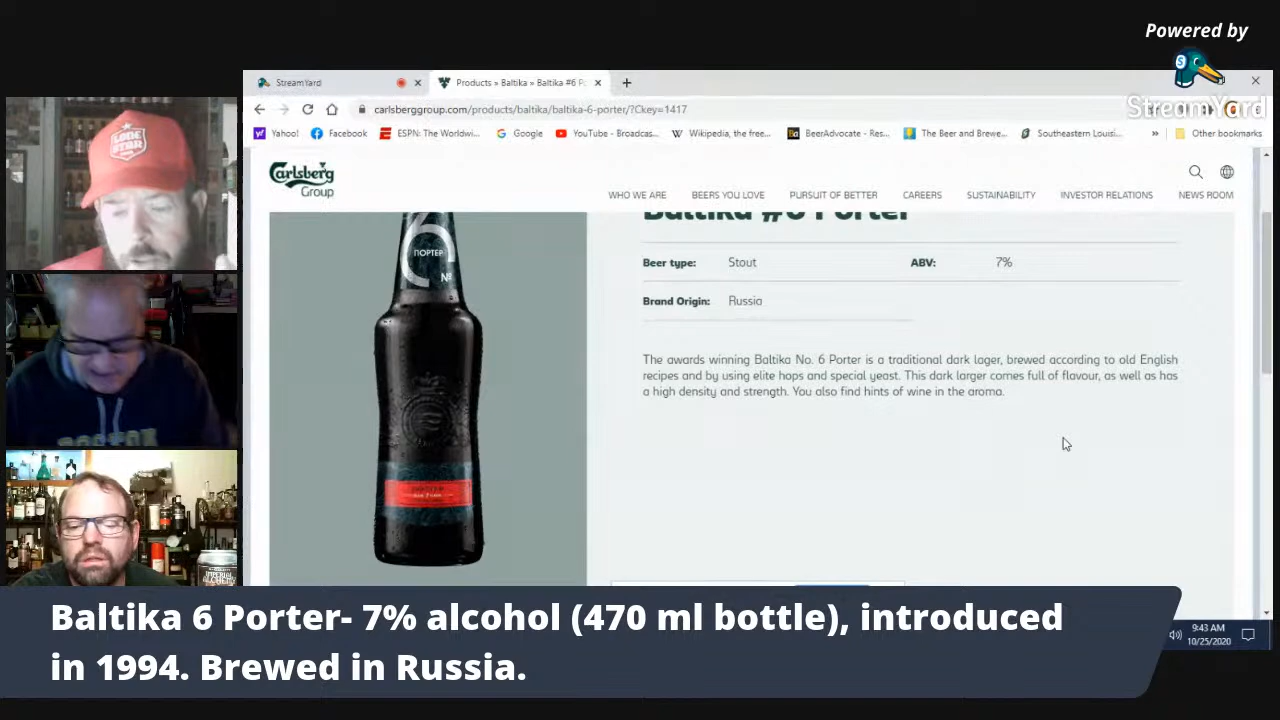 Powered by
StreamYard
StreamYard
Products » Baltika » Baltika #6 P
carlsberggroup.com/products/baltika/baltika-6-porter/?Ckey=1417
Yahoo!
Facebook
ESPN: The Worldwi...
Google
YouTube - Broadcas...
Wikipedia, the free...
BeerAdvocate - Res...
The Beer and Brewe...
Southeastern Louisi...
»
Other bookmarks
Carlsberg
Group
WHO WE ARE
BEERS YOU LOVE
PURSUIT OF BETTER
CAREERS
SUSTAINABILITY
INVESTOR RELATIONS
NEWS ROOM
Baltika #6 Porter
Beer type: Stout ABV: 7%
Brand Origin: Russia
The awards winning Baltika No. 6 Porter is a traditional dark lager, brewed according to old English
recipes and by using elite hops and special yeast. This dark larger comes full of flavour, as well as has
a high density and strength. You also find hints of wine in the aroma.
ПОРТЕР
№
LONE
STAR
IMPERIAL
9:43 AM
10/25/2020
Baltika 6 Porter- 7% alcohol (470 ml bottle), introduced
in 1994. Brewed in Russia.